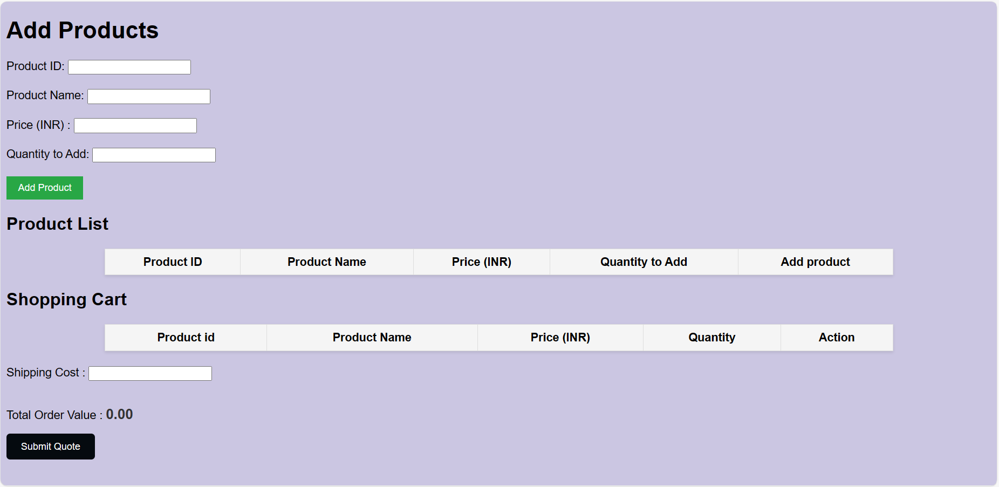 Add Products
Product ID:
Product Name:
Price (INR) :
Quantity to Add:
Add Product
Product List
Product ID Product Name Price (INR) Quantity to Add Add product
Shopping Cart
Product id Product Name Price (INR) Quantity Action
Shipping Cost :
Total Order Value : 0.00
Submit Quote